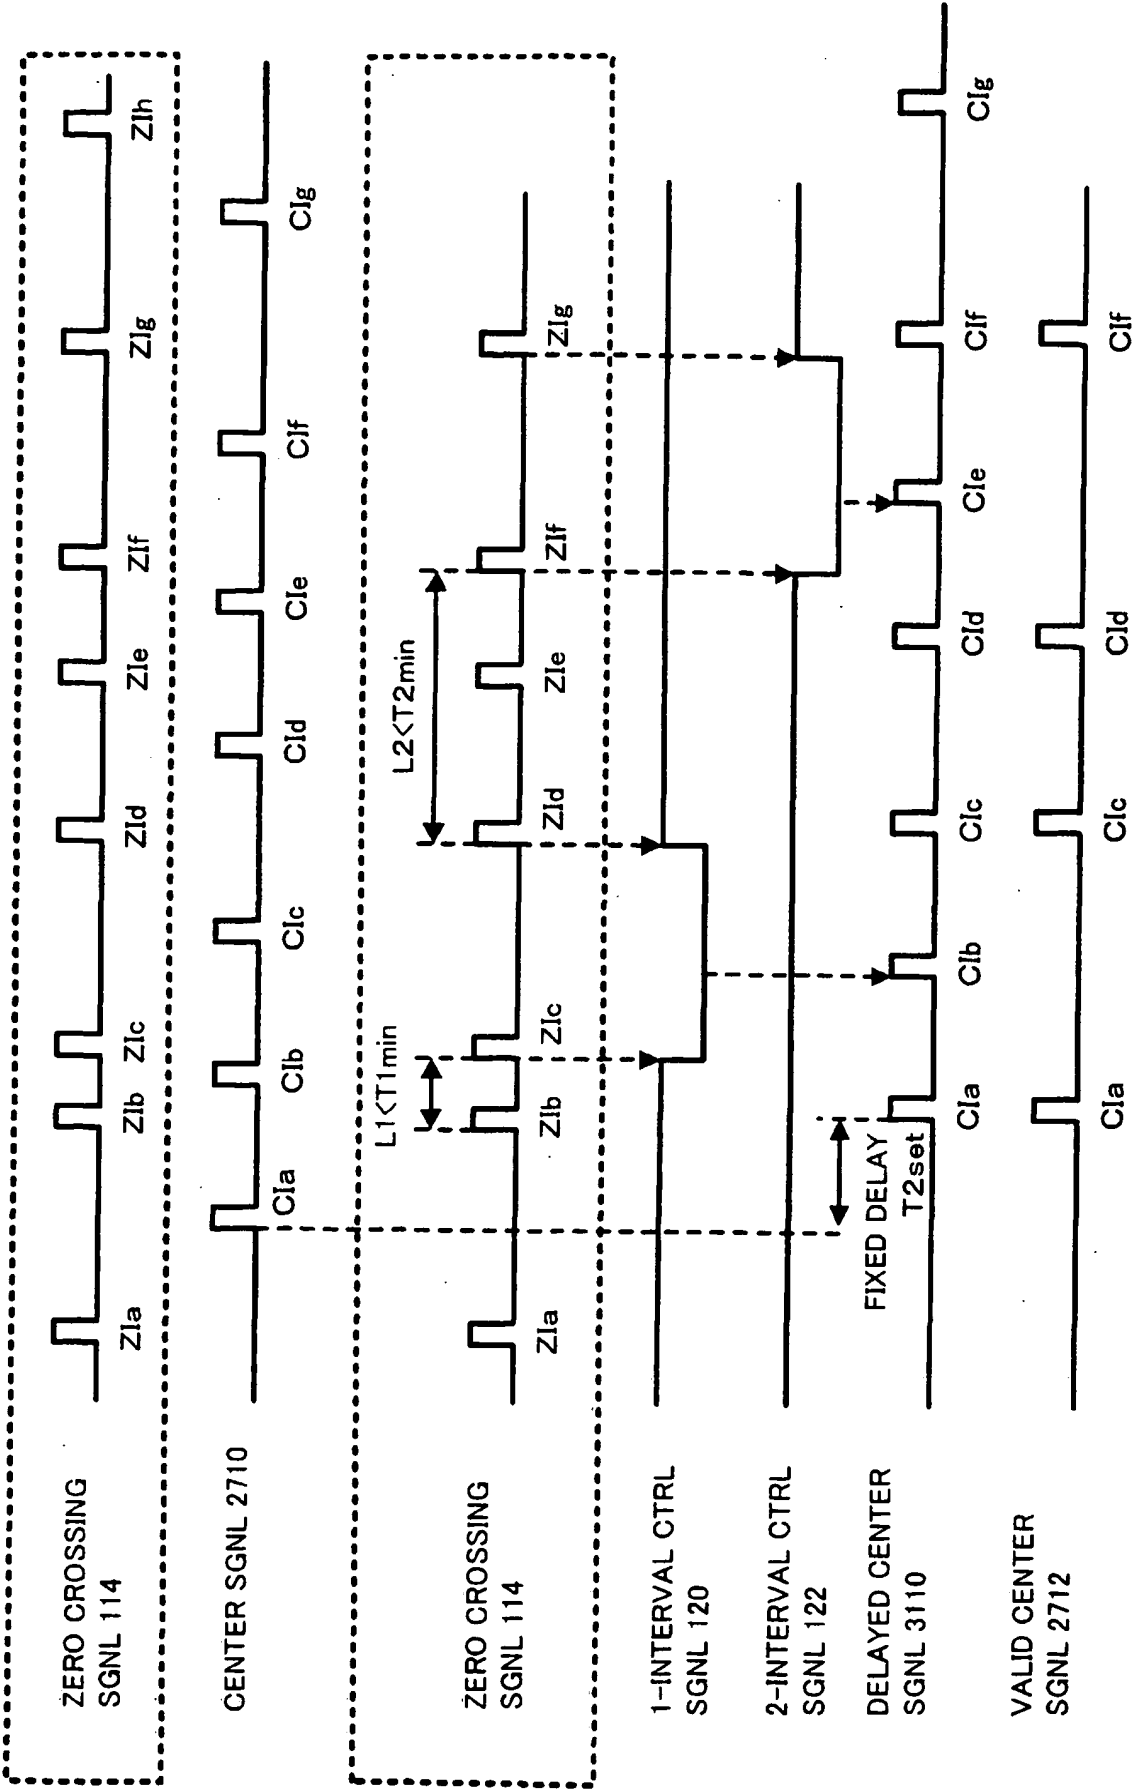 ZERO CROSSING
SGNL 114
ZIa
ZIb
ZIc
ZId
ZIe
ZIf
ZIg
ZIh
CENTER SGNL 2710
CIa
CIb
CIc
CId
CIe
CIf
CIg
ZERO CROSSING
SGNL 114
L1<T1min
L2<T2min
ZIa
ZIb
ZIc
ZId
ZIe
ZIf
ZIg
1-INTERVAL CTRL
SGNL 120
2-INTERVAL CTRL
SGNL 122
DELAYED CENTER
SGNL 3110
FIXED DELAY
T2set
CIa
CIb
CIc
CId
CIe
CIf
CIg
VALID CENTER
SGNL 2712
CIa
CIc
CId
CIf